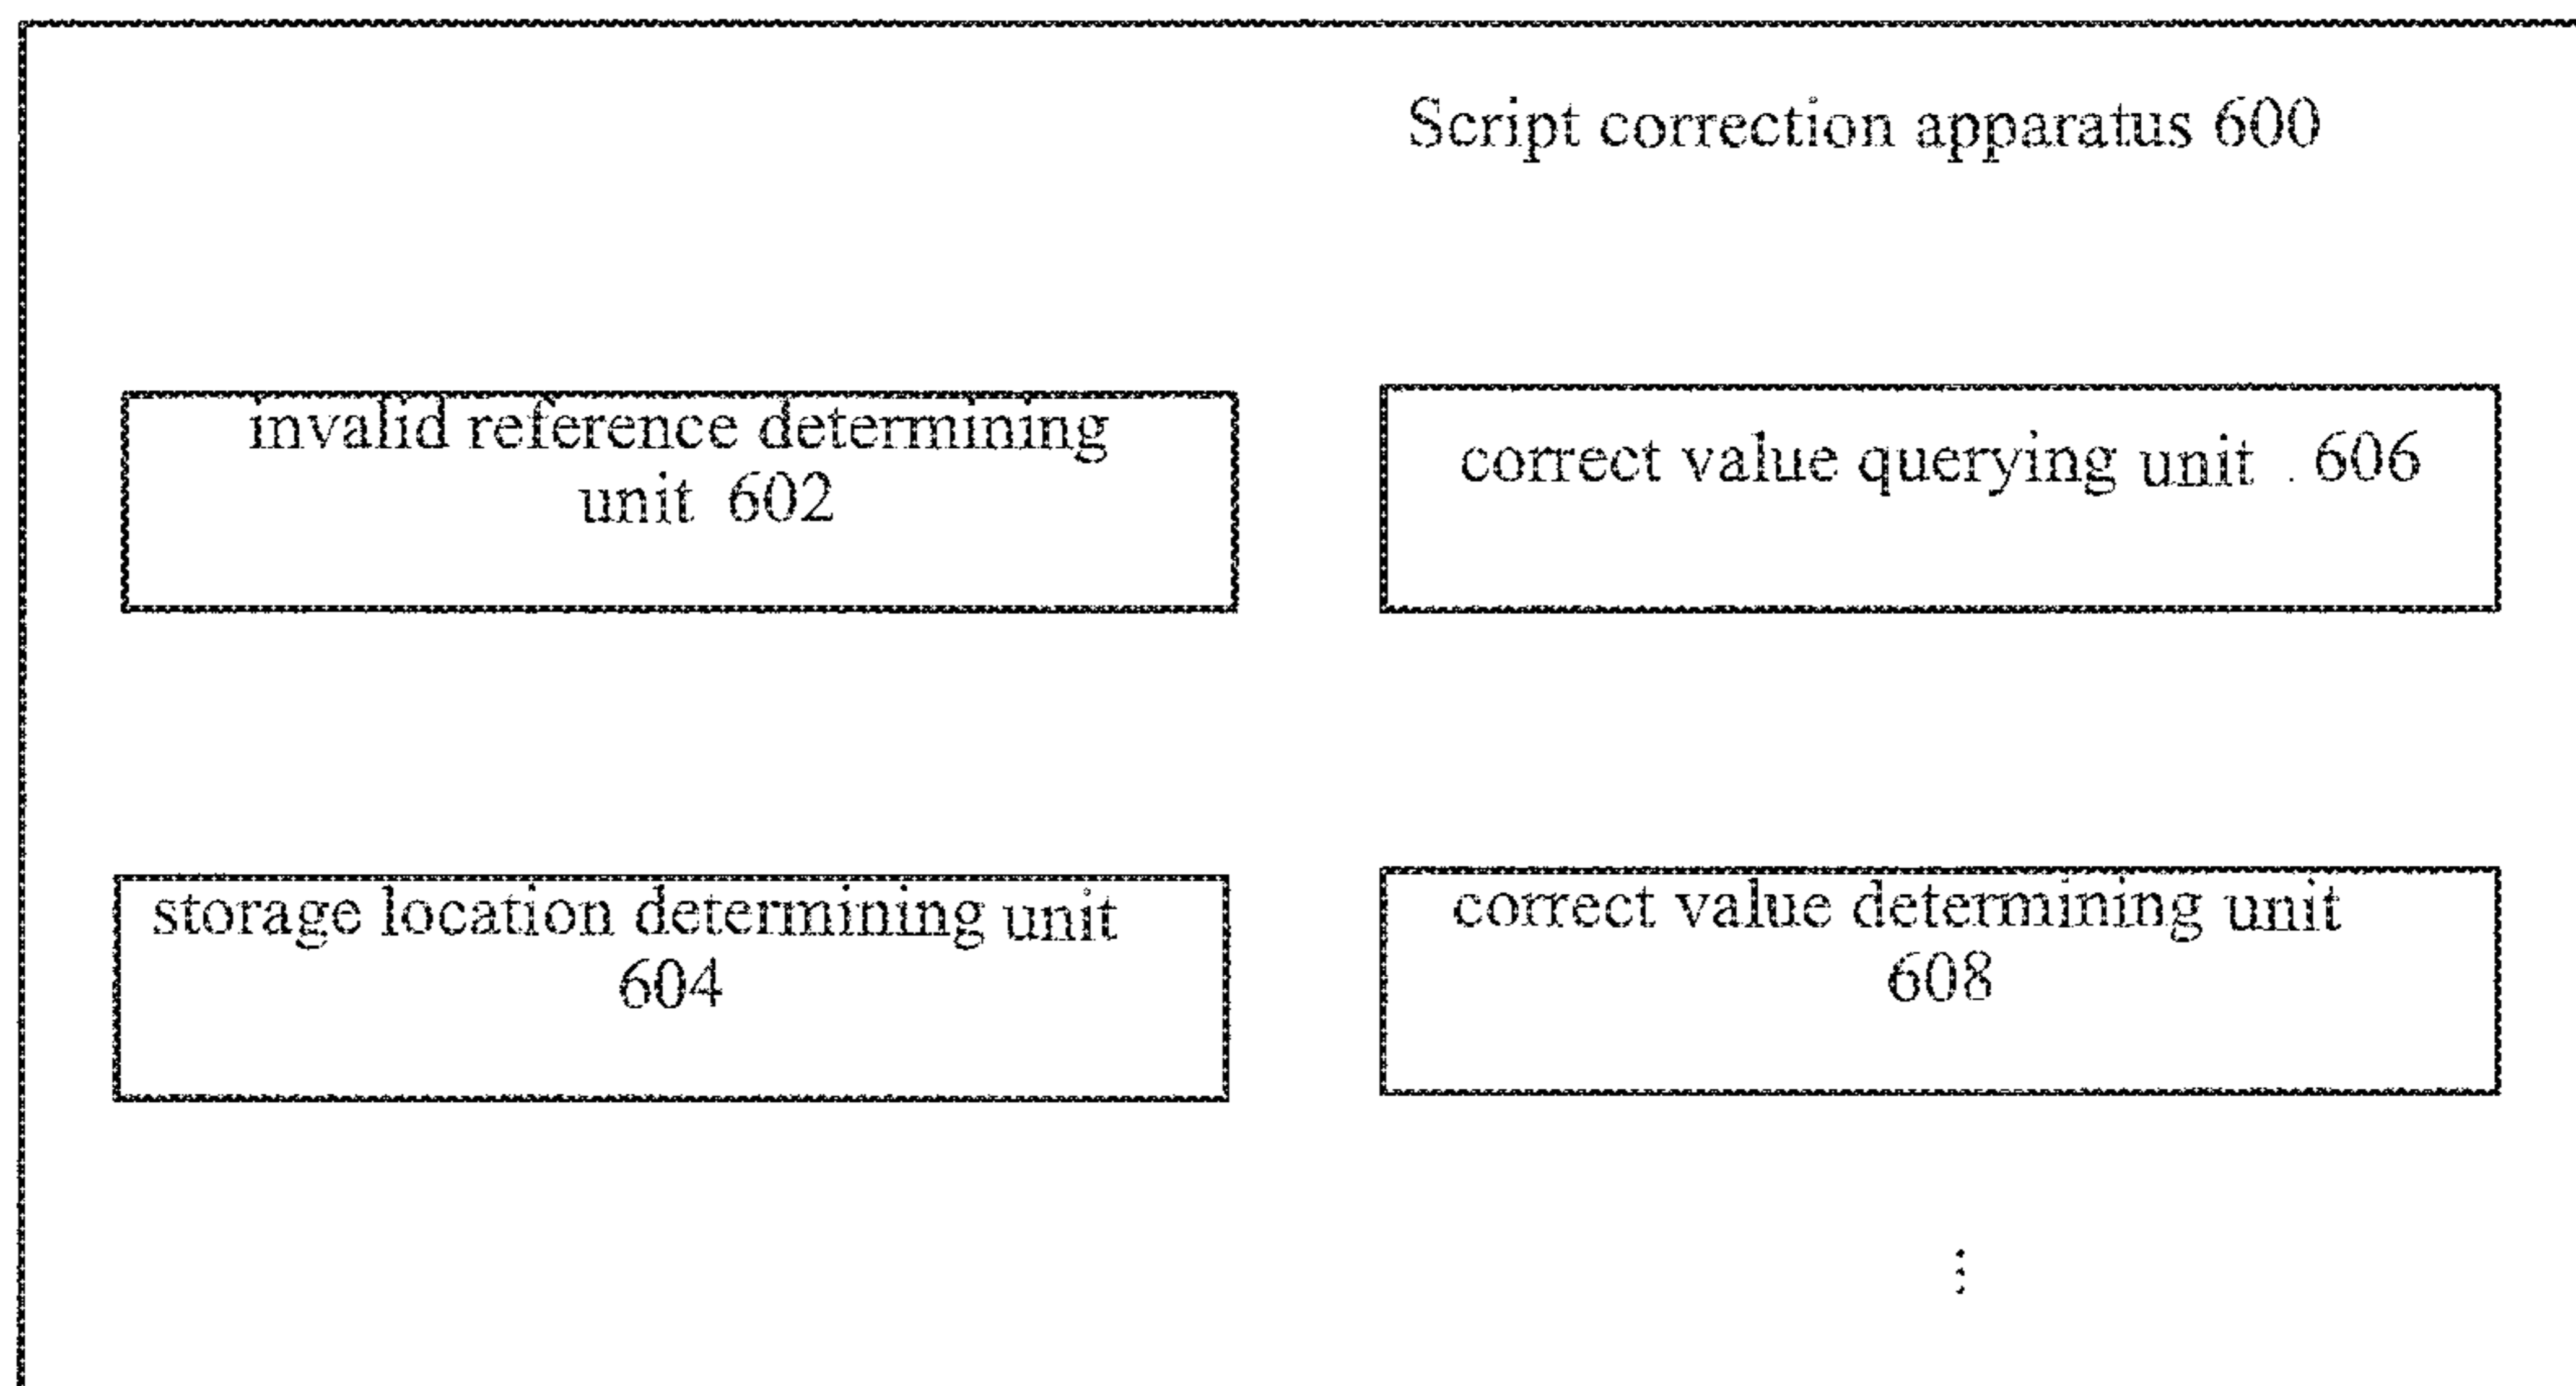 Script correction apparatus 600
invalid reference determining
unit 602
correct value querying unit . 606
storage location determining unit
604
correct value determining unit
608
⋮